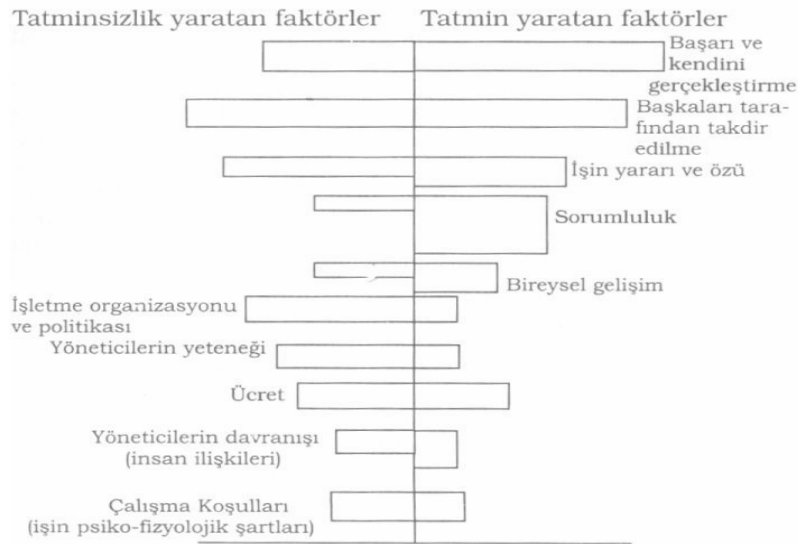 Tatminsizlik yaratan faktörler
Tatmin yaratan faktörler
Başarı ve
kendini
gerçekleştirme
Başkaları tara-
fından takdir
edilme
İşin yararı ve özü
Sorumluluk
Bireysel gelişim
İşletme organizasyonu
ve politikası
Yöneticilerin yeteneği
Ücret
Yöneticilerin davranışı
(insan ilişkileri)
Çalışma Koşulları
(işin psiko-fizyolojik şartları)